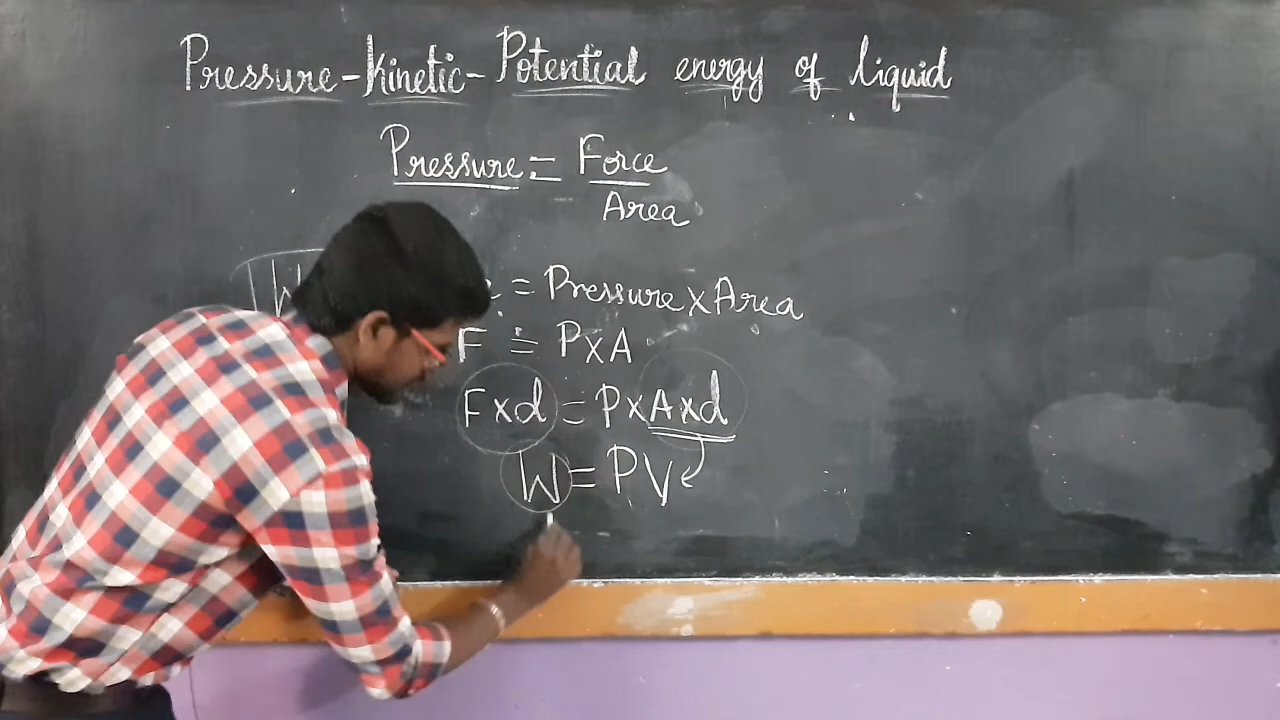 Pressure-Kinetic-Potential energy of liquid
Pressure = Force
Area
= Pressure x Area
F = P x A
F x d = P x A x d
W = PV